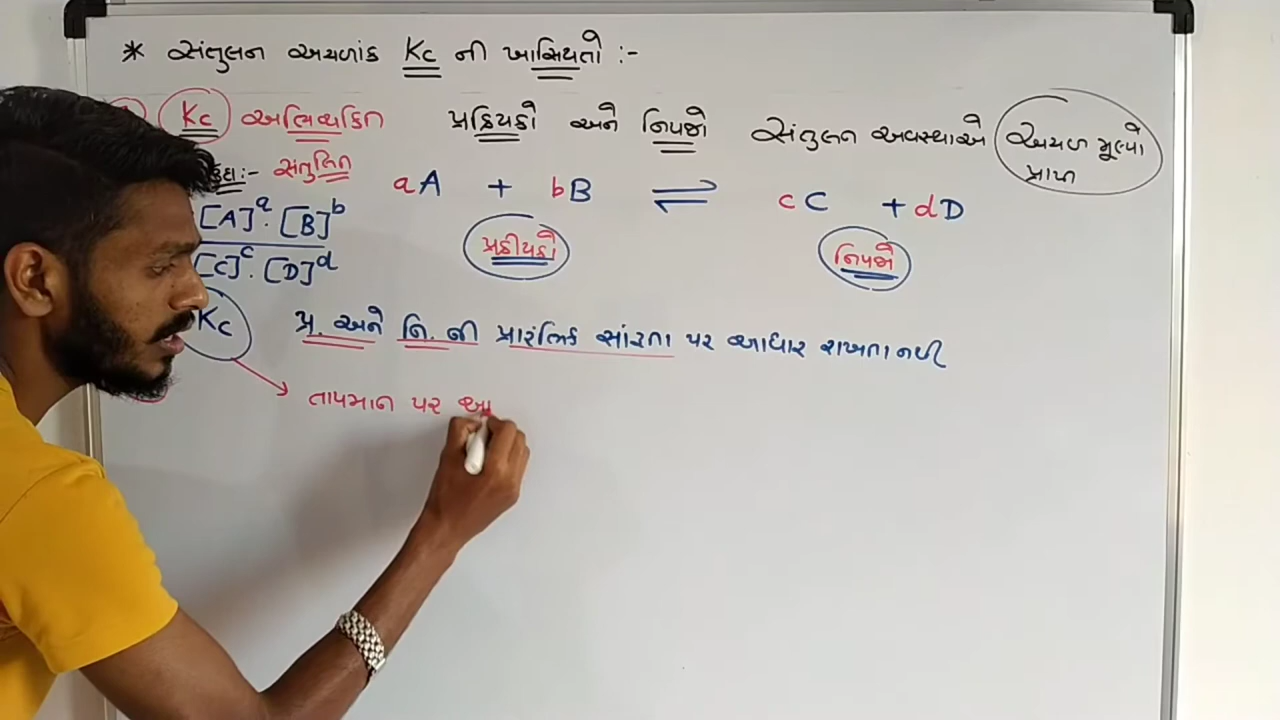 * સંતુલન અચળાંક Kc ની ખાસિયતો :-
Kc અભિવ્યકિત પ્રક્રિયકો અને નિપજો સંતુલન અવસ્થાએ અચળ મૂલ્યો
પ્રાપ્ત
દા:- સંતુલિત
aA + bB ⇌ cC + dD
[A]^a . [B]^b
[C]^c . [D]^d
પ્રક્રીયકો નિપજો
Kc પ્ર. અને નિ. ની પ્રારંભિક સાંદ્રતા પર આધાર રાખતા નથી
→ તાપમાન પર આ